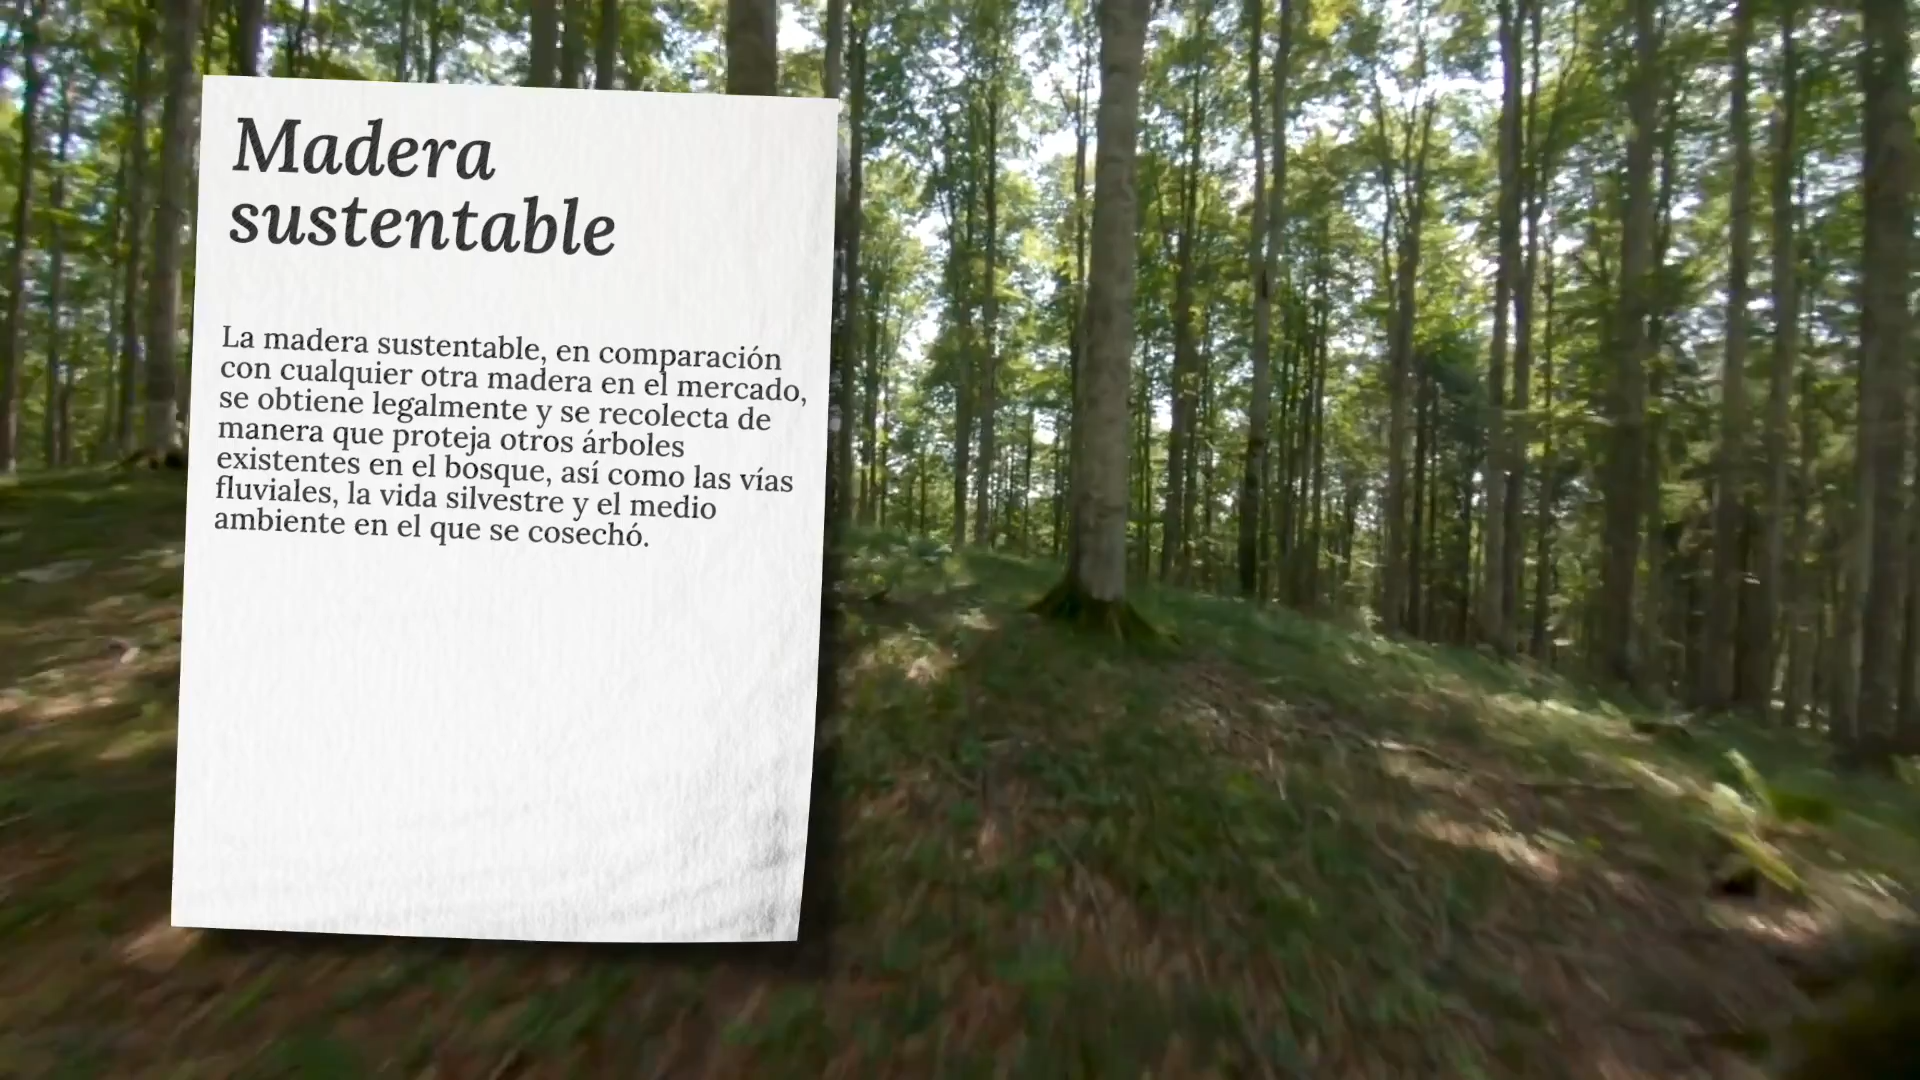 Madera
sustentable
La madera sustentable, en comparación
con cualquier otra madera en el mercado,
se obtiene legalmente y se recolecta de
manera que proteja otros árboles
existentes en el bosque, así como las vías
fluviales, la vida silvestre y el medio
ambiente en el que se cosechó.